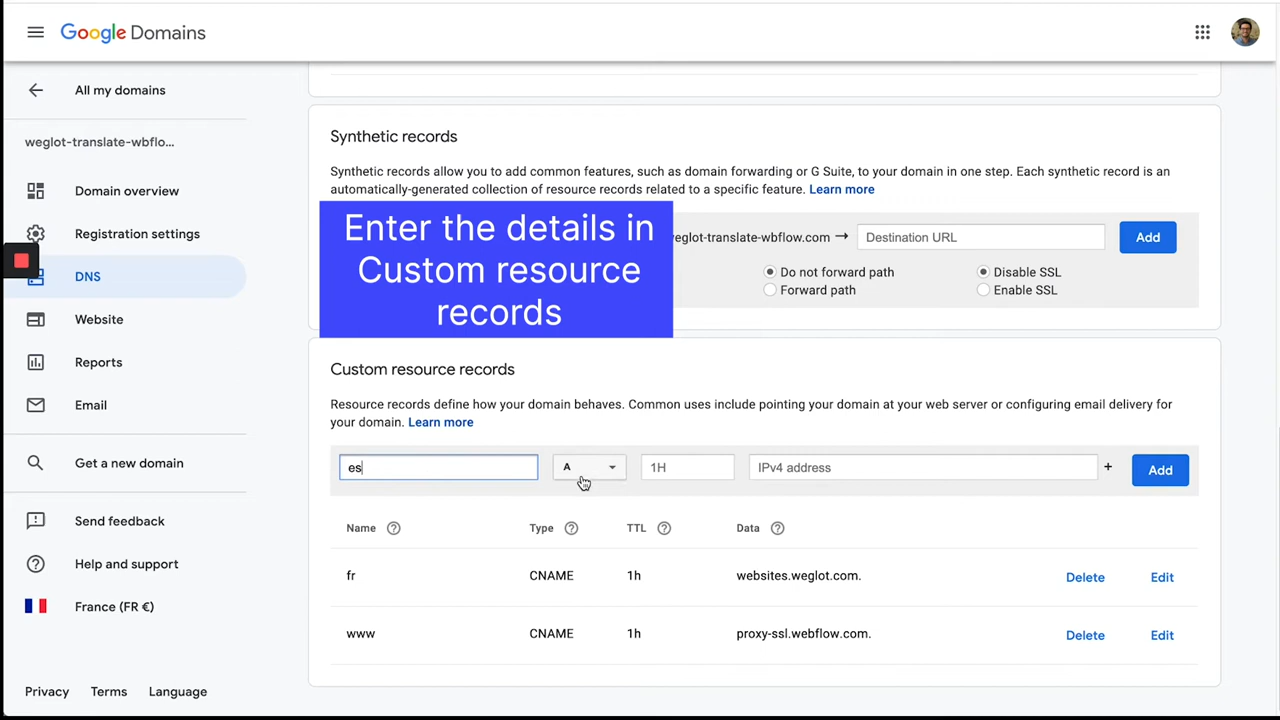 Google Domains
All my domains
weglot-translate-wbflo...
Domain overview
Registration settings
DNS
Website
Reports
Email
Get a new domain
Send feedback
Help and support
France (FR €)
Privacy Terms Language
Synthetic records
Synthetic records allow you to add common features, such as domain forwarding or G Suite, to your domain in one step. Each synthetic record is an
automatically-generated collection of resource records related to a specific feature. Learn more
Enter the details in
Custom resource
records
weglot-translate-wbflow.com → Destination URL Add
Do not forward path Disable SSL
Forward path Enable SSL
Custom resource records
Resource records define how your domain behaves. Common uses include pointing your domain at your web server or configuring email delivery for
your domain. Learn more
es A 1H IPv4 address + Add
Name ? Type ? TTL ? Data ?
fr CNAME 1h websites.weglot.com. Delete Edit
www CNAME 1h proxy-ssl.webflow.com. Delete Edit